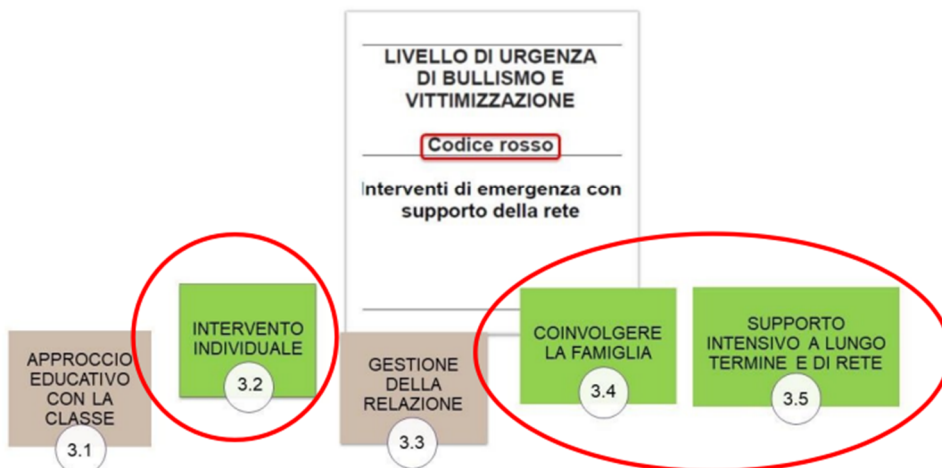 LIVELLO DI URGENZA
DI BULLISMO E
VITTIMIZZAZIONE
Codice rosso
Interventi di emergenza con
supporto della rete
APPROCCIO
EDUCATIVO
CON LA
CLASSE
3.1
INTERVENTO
INDIVIDUALE
3.2
GESTIONE
DELLA
RELAZIONE
3.3
COINVOLGERE
LA FAMIGLIA
3.4
SUPPORTO
INTENSIVO A LUNGO
TERMINE E DI RETE
3.5